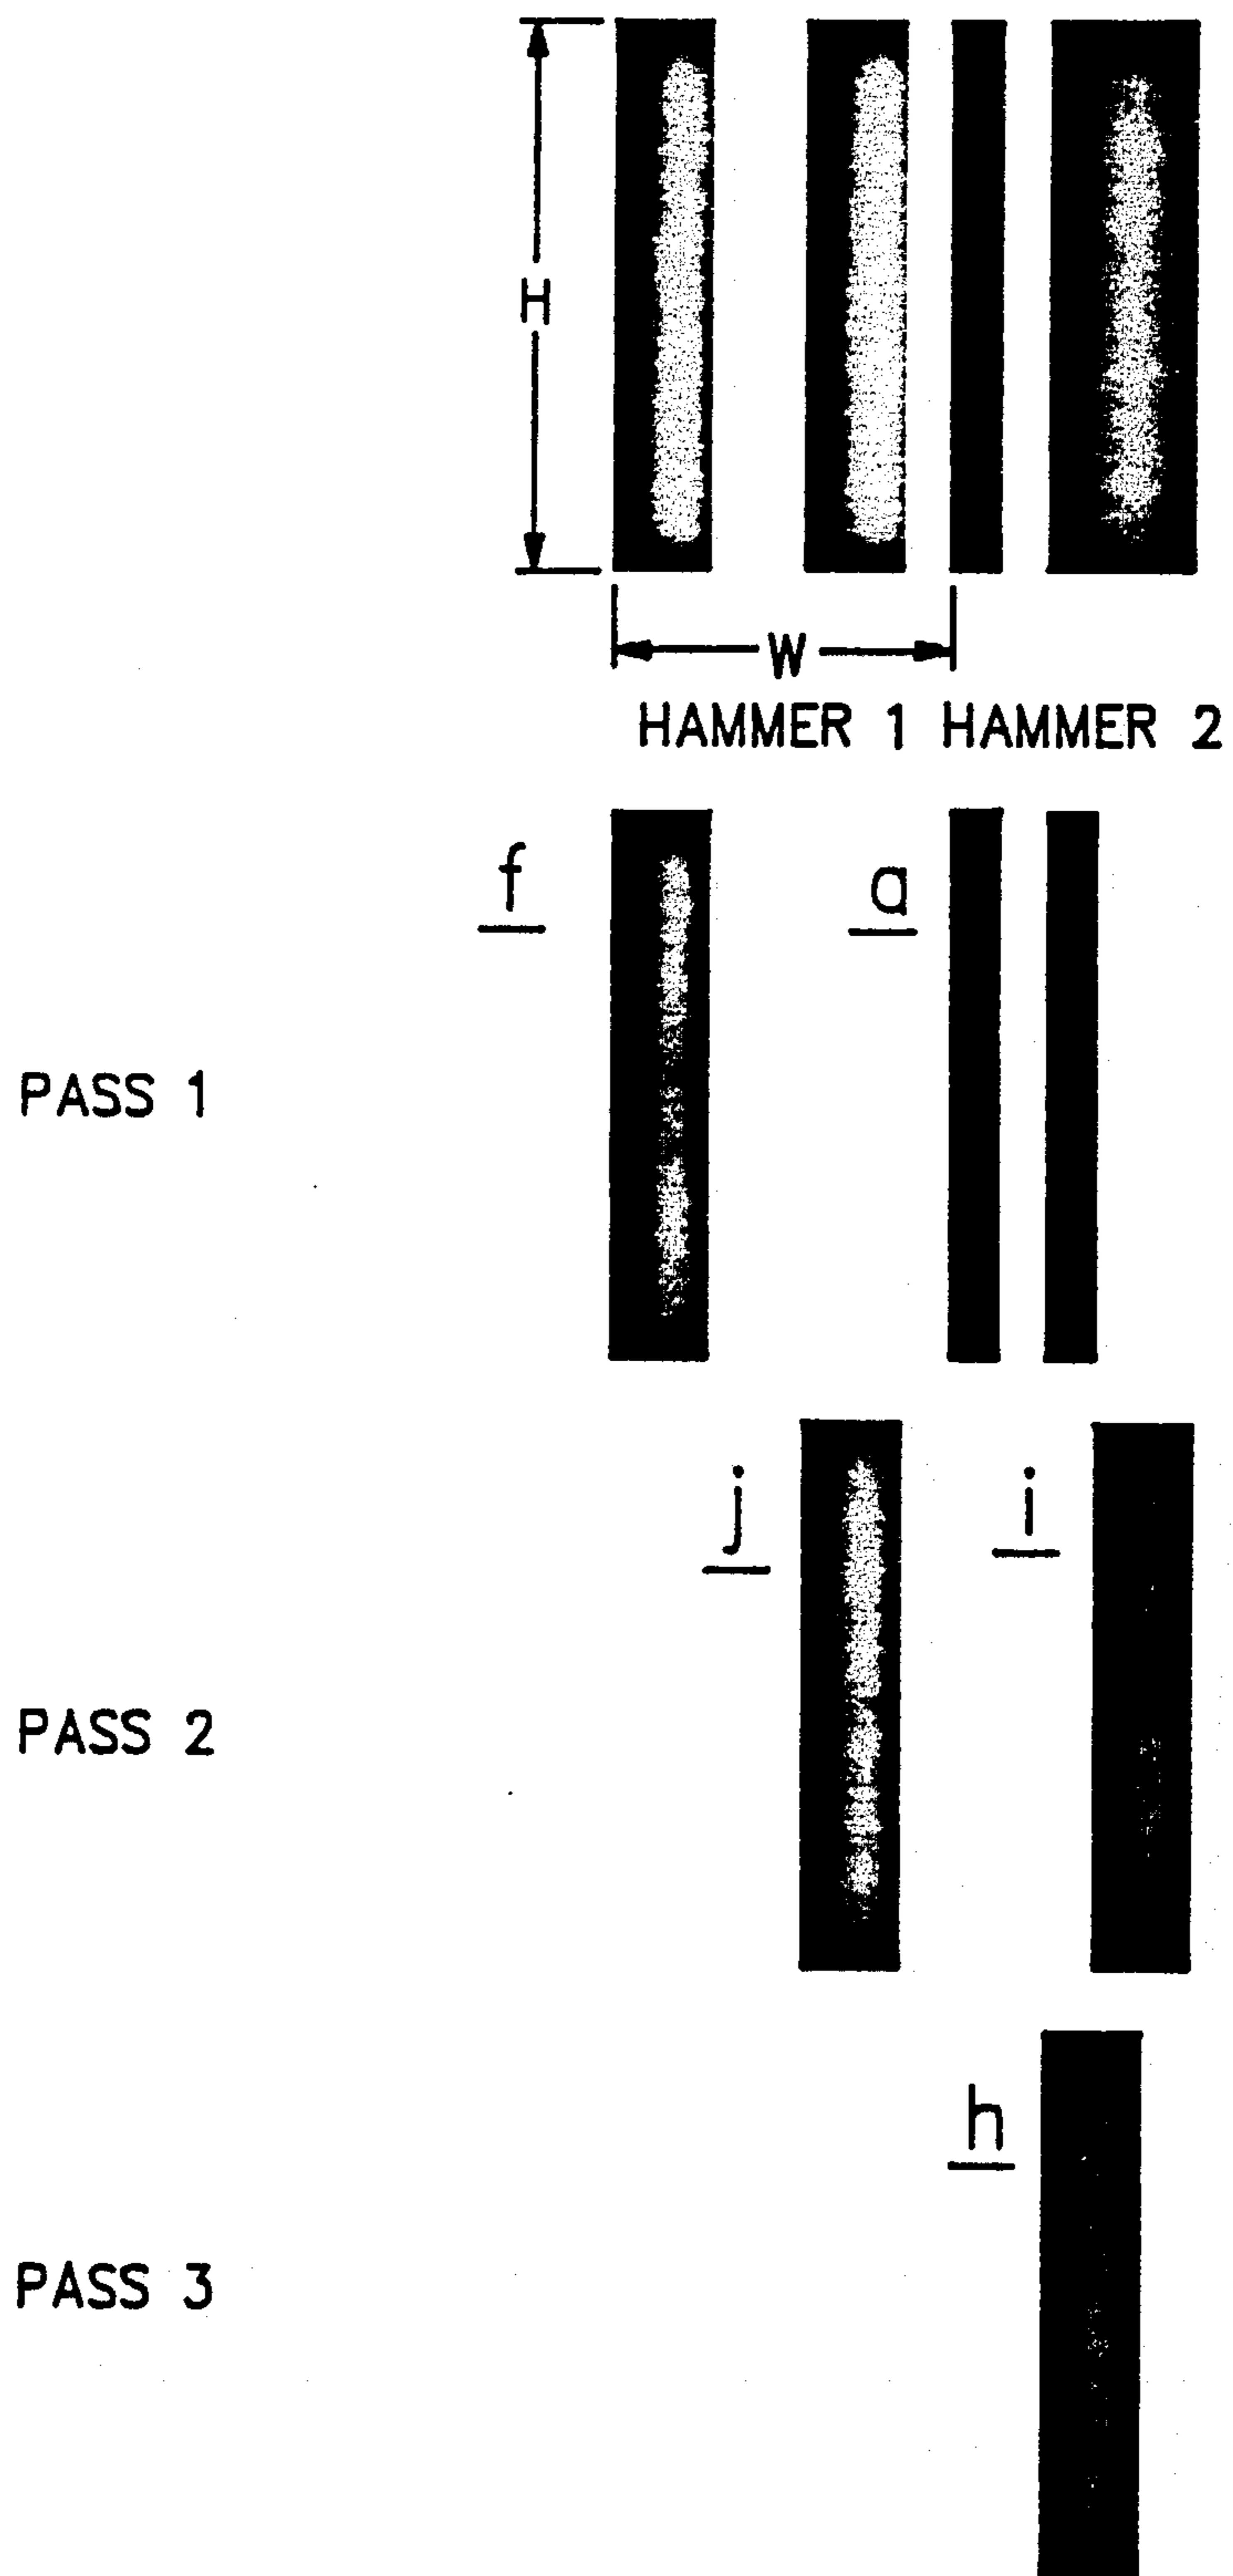 H
W
HAMMER 1 HAMMER 2
f a
PASS 1
j i
PASS 2
h
PASS 3